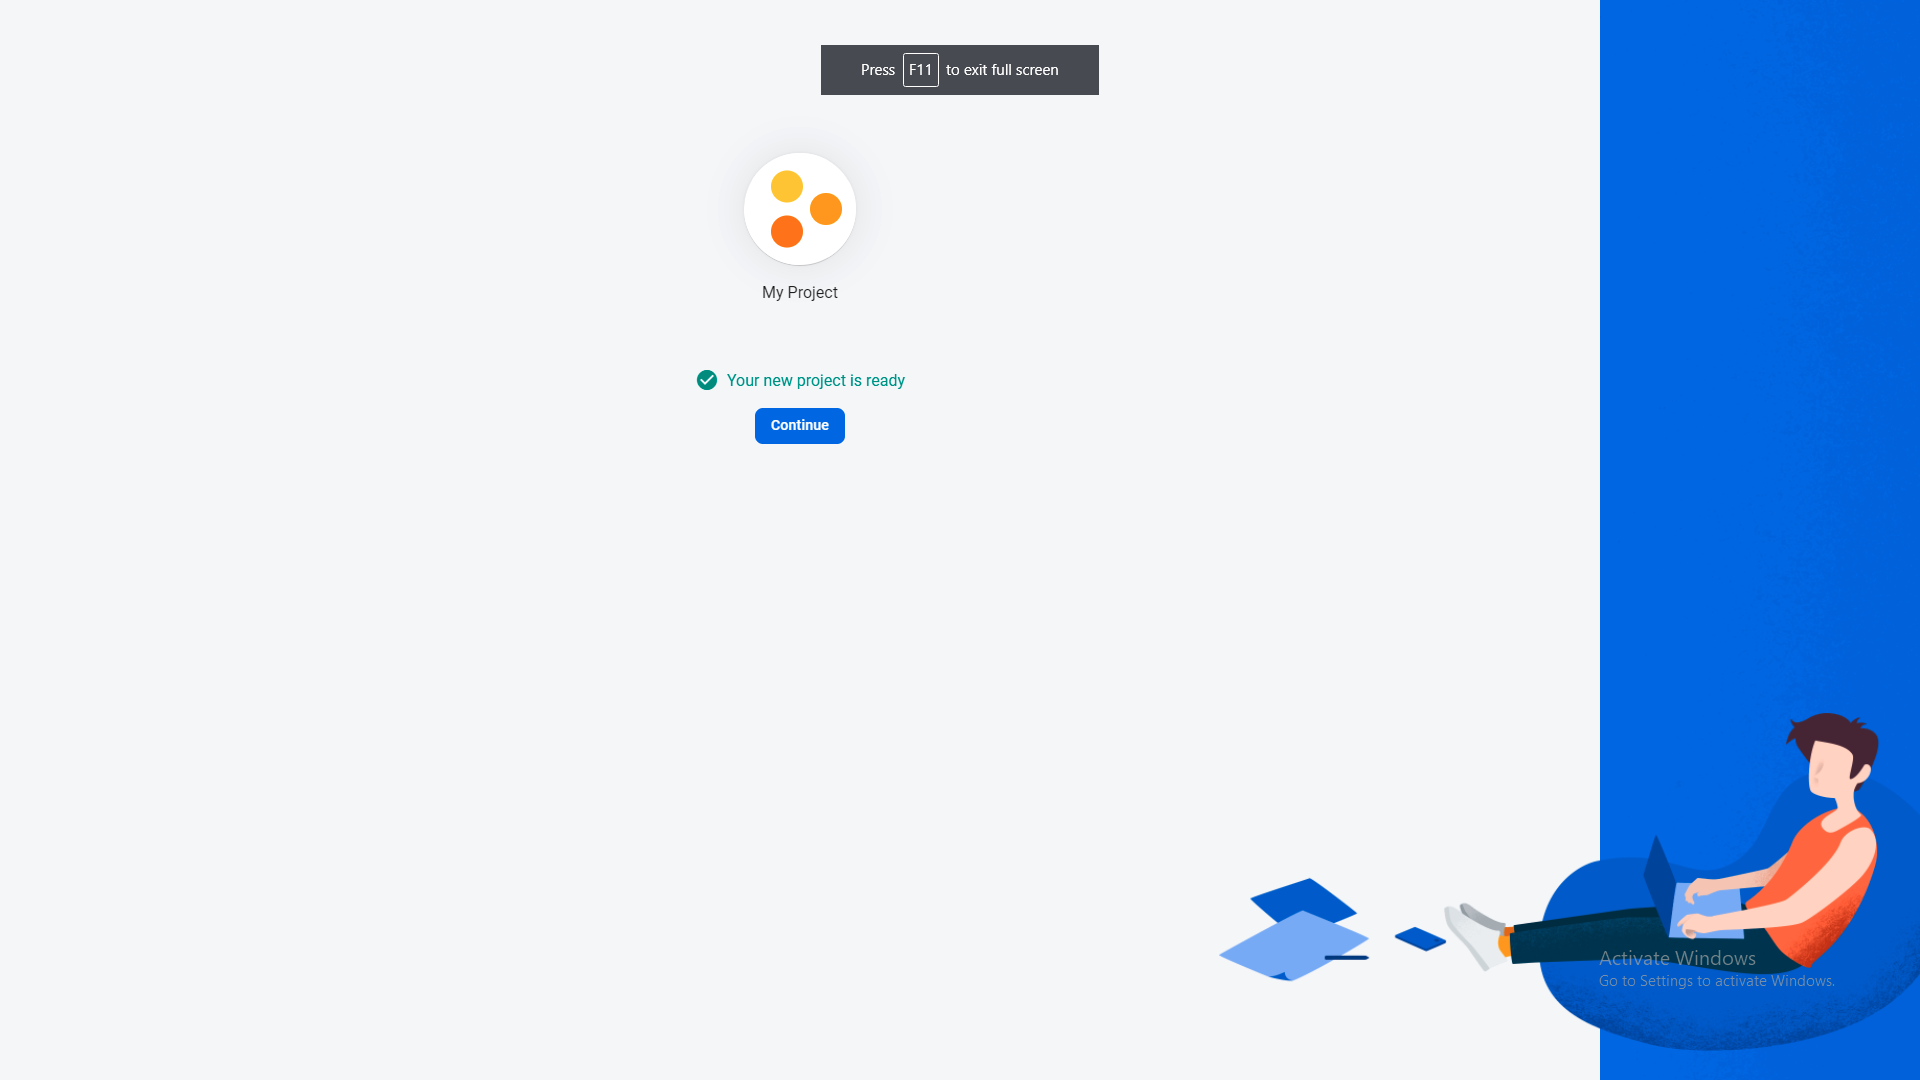 Press F11 to exit full screen
My Project
Your new project is ready
Continue
Activate Windows
Go to Settings to activate Windows.